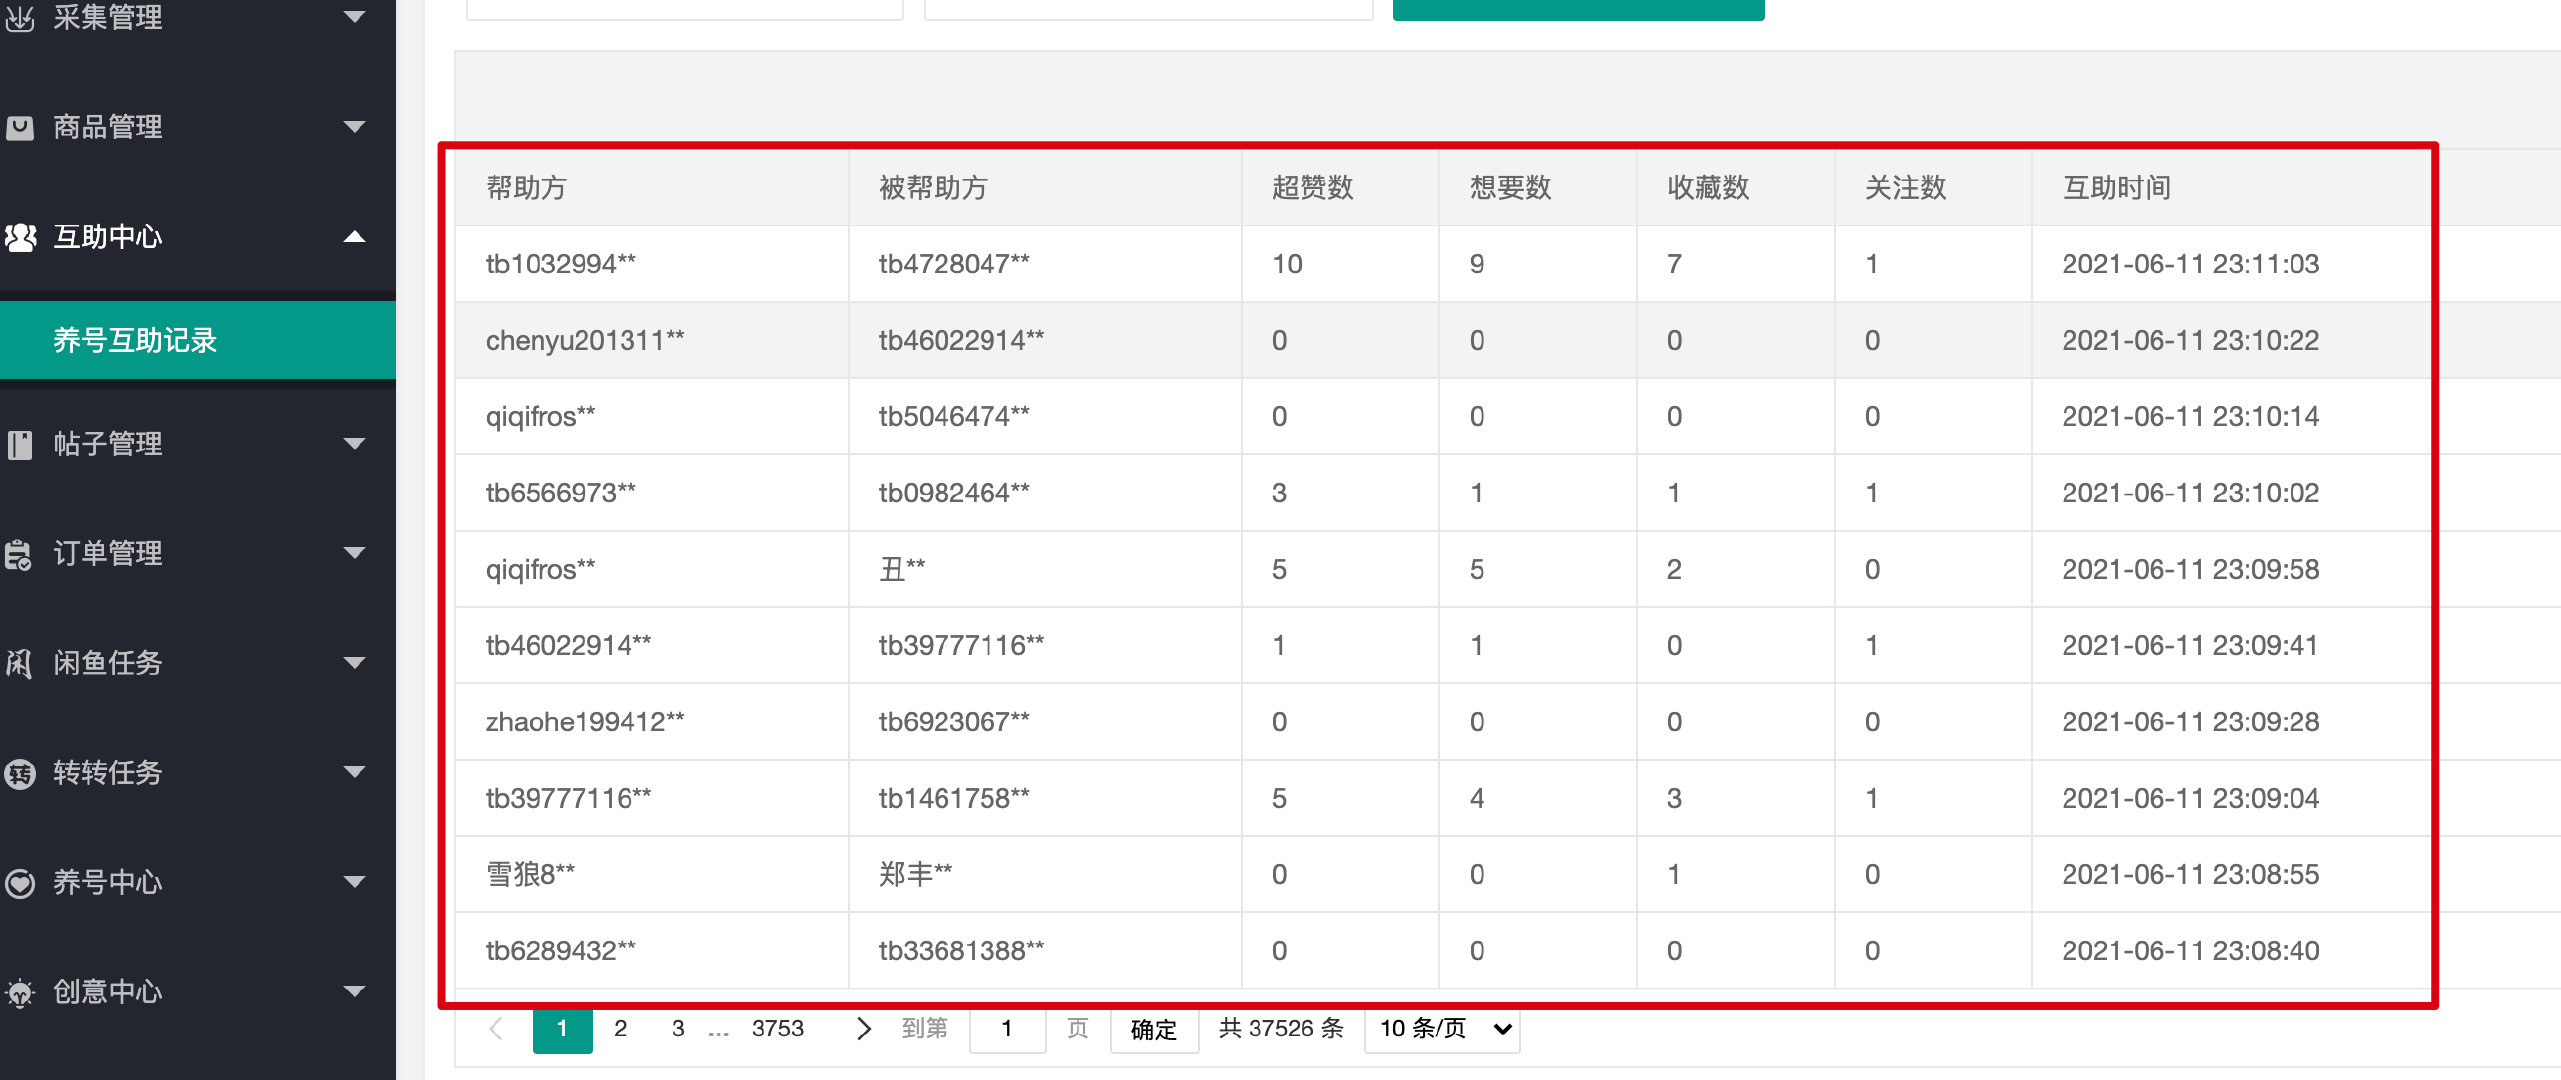 采集管理
商品管理
互助中心
养号互助记录
帖子管理
订单管理
闲鱼任务
转转任务
养号中心
创意中心
帮助方 被帮助方 超赞数 想要数 收藏数 关注数 互助时间
tb1032994** tb4728047** 10 9 7 1 2021-06-11 23:11:03
chenyu201311** tb46022914** 0 0 0 0 2021-06-11 23:10:22
qiqifros** tb5046474** 0 0 0 0 2021-06-11 23:10:14
tb6566973** tb0982464** 3 1 1 1 2021-06-11 23:10:02
qiqifros** 丑** 5 5 2 0 2021-06-11 23:09:58
tb46022914** tb39777116** 1 1 0 1 2021-06-11 23:09:41
zhaohe199412** tb6923067** 0 0 0 0 2021-06-11 23:09:28
tb39777116** tb1461758** 5 4 3 1 2021-06-11 23:09:04
雪狼8** 郑丰** 0 0 1 0 2021-06-11 23:08:55
tb6289432** tb33681388** 0 0 0 0 2021-06-11 23:08:40
1 2 3 … 3753 到第 1 页 确定 共 37526 条 10 条/页